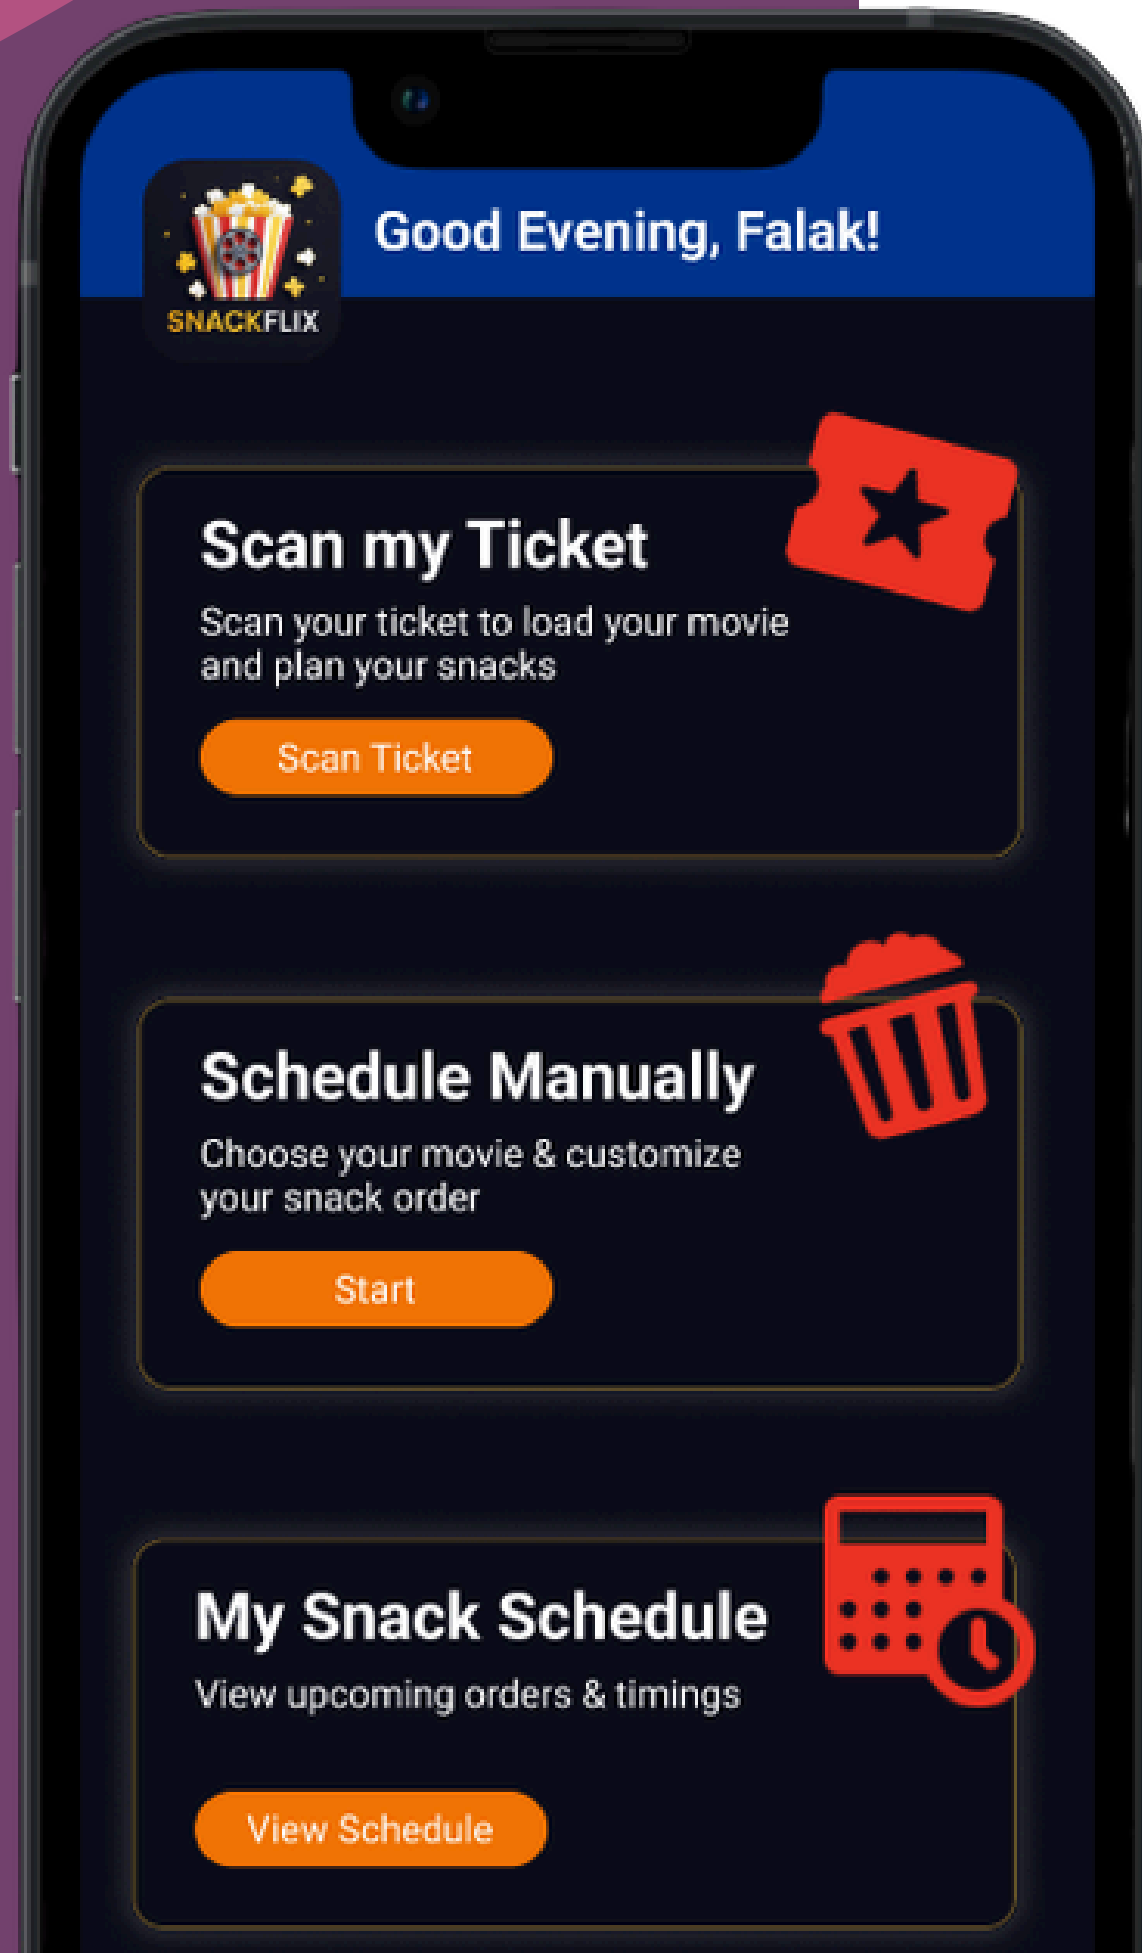 Good Evening, Falak!
SNACKFLIX
Scan my Ticket
Scan your ticket to load your movie
and plan your snacks
Scan Ticket
Schedule Manually
Choose your movie & customize
your snack order
Start
My Snack Schedule
View upcoming orders & timings
View Schedule